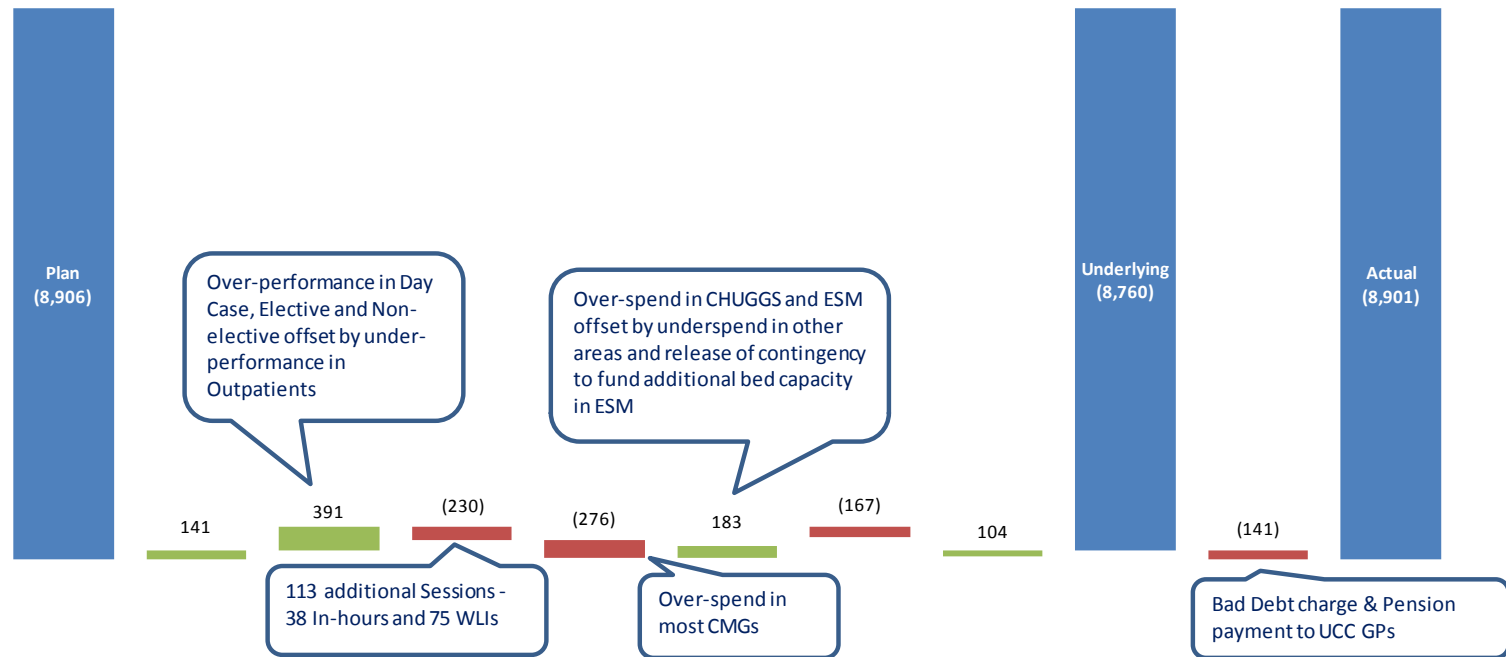 Plan
(8,906)
Over-performance in Day
Case, Elective and Non-
elective offset by under-
performance in
Outpatients
Over-spend in CHUGGS and ESM
offset by underspend in other
areas and release of contingency
to fund additional bed capacity
in ESM
Underlying
(8,760)
Actual
(8,901)
141
391
(230)
(276)
183
(167)
104
(141)
113 additional Sessions -
38 In-hours and 75 WLIs
Over-spend in
most CMGs
Bad Debt charge & Pension
payment to UCC GPs